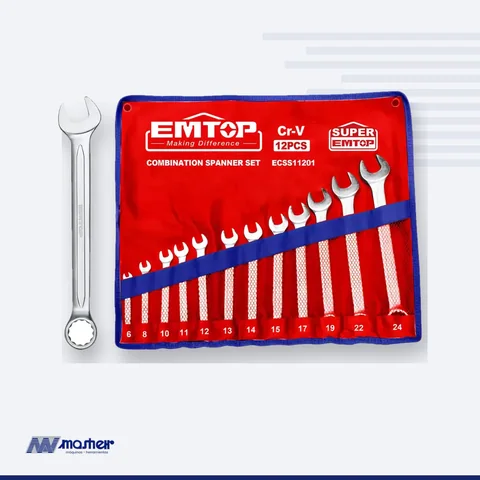 EMTOP
Making Difference
Cr-V
12PCS
SUPER
EMTOP
COMBINATION SPANNER SET
ECSS11201
6 8 10 11 12 13 14 15 17 19 22 24
masheir